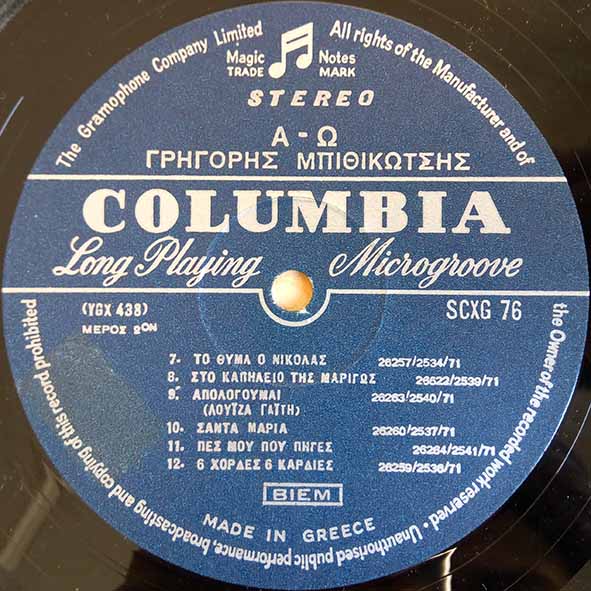 The Gramophone Company Limited
All rights of the Manufacturer and of
the Owner of the recorded work reserved • Unauthorised public performance, broadcasting and copying of this record prohibited
Magic Notes
TRADE MARK
STEREO
Α - Ω
ΓΡΗΓΟΡΗΣ ΜΠΙΘΙΚΩΤΣΗΣ
COLUMBIA
Long Playing Microgroove
(YGX 438) SCXG 76
ΜΕΡΟΣ 2ΟΝ
7.- ΤΟ ΘΥΜΑ Ο ΝΙΚΟΛΑΣ 26257/2534/71
8. ΣΤΟ ΚΑΠΗΛΕΙΟ ΤΗΣ ΜΑΡΙΓΩΣ 26622/2539/71
9. ΑΠΟΛΟΓΟΥΜΑΙ 26263/2540/71
(ΛΟΥΪΖΑ ΓΑΪΤΗ)
10. ΣΑΝΤΑ ΜΑΡΙΑ 26260/2537/71
11. ΠΕΣ ΜΟΥ ΠΟΥ ΠΗΓΕΣ 26264/2541/71
12. 6 ΧΟΡΔΕΣ 6 ΚΑΡΔΙΕΣ 26259/2536/71
BIEM
MADE IN GREECE